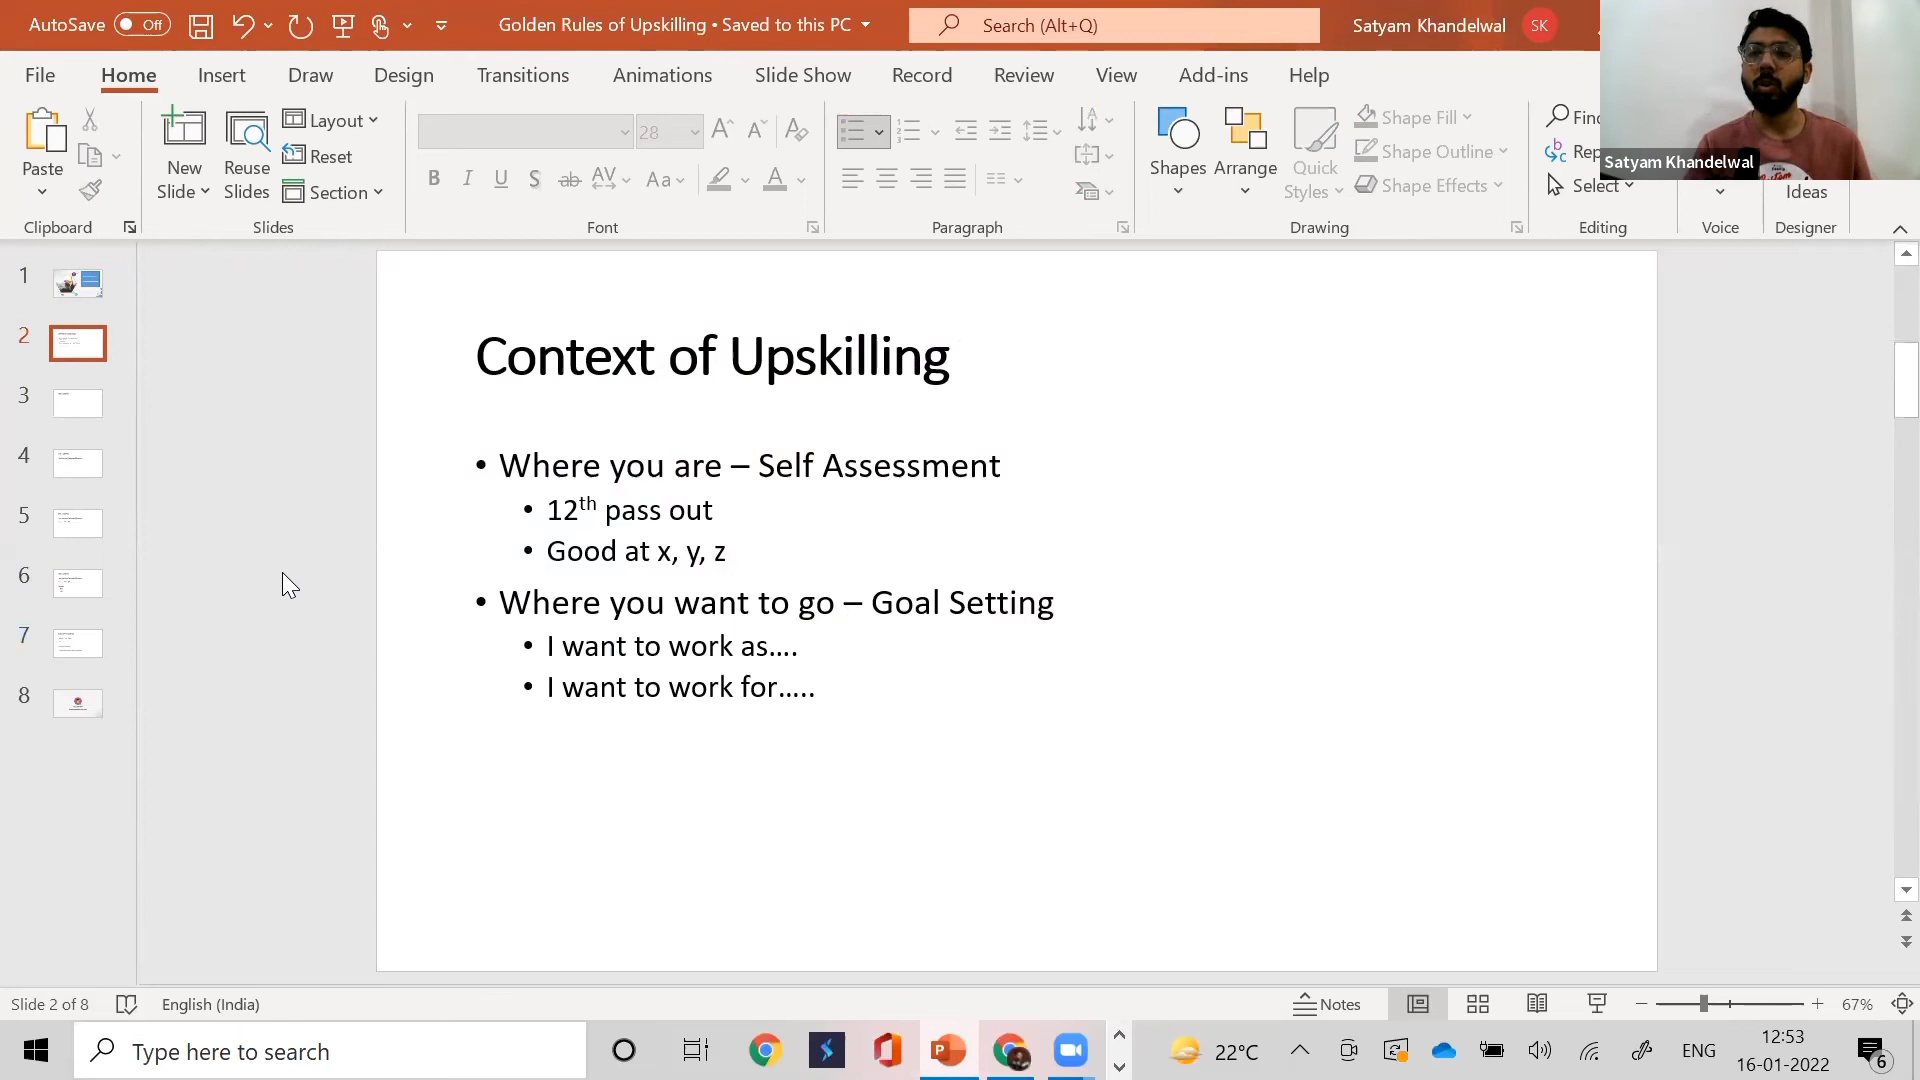 AutoSave Off
Golden Rules of Upskilling • Saved to this PC
Search (Alt+Q)
Satyam Khandelwal SK
File Home Insert Draw Design Transitions Animations Slide Show Record Review View Add-ins Help
Paste
Clipboard
New Slide
Reuse Slides
Layout
Reset
Section
Slides
28
B I U S ab AV Aa A
Font
Paragraph
Shapes
Arrange
Quick Styles
Shape Fill
Shape Outline
Shape Effects
Drawing
Select
Editing
Voice
Ideas
Designer
Satyam Khandelwal
1
2
3
4
5
6
7
8
Context of Upskilling
• Where you are – Self Assessment
• 12th pass out
• Good at x, y, z
• Where you want to go – Goal Setting
• I want to work as....
• I want to work for.....
Slide 2 of 8
English (India)
Notes
67%
Type here to search
22°C
ENG
12:53
16-01-2022
6